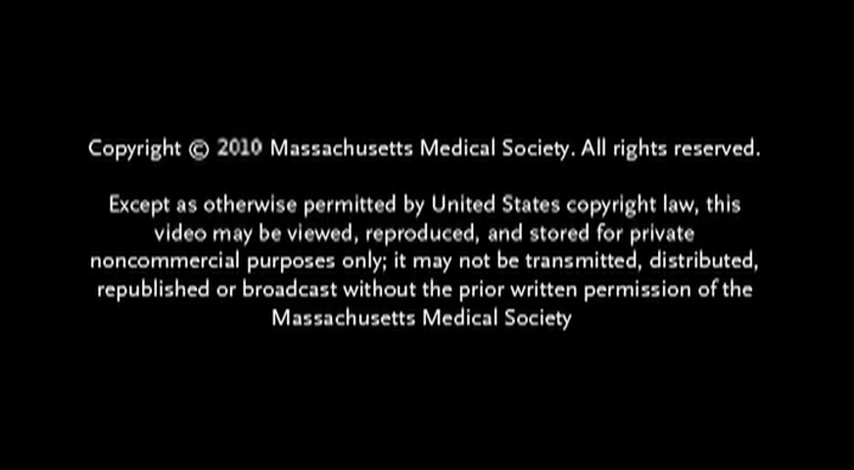 Copyright © 2010 Massachusetts Medical Society. All rights reserved.
Except as otherwise permitted by United States copyright law, this
video may be viewed, reproduced, and stored for private
noncommercial purposes only; it may not be transmitted, distributed,
republished or broadcast without the prior written permission of the
Massachusetts Medical Society